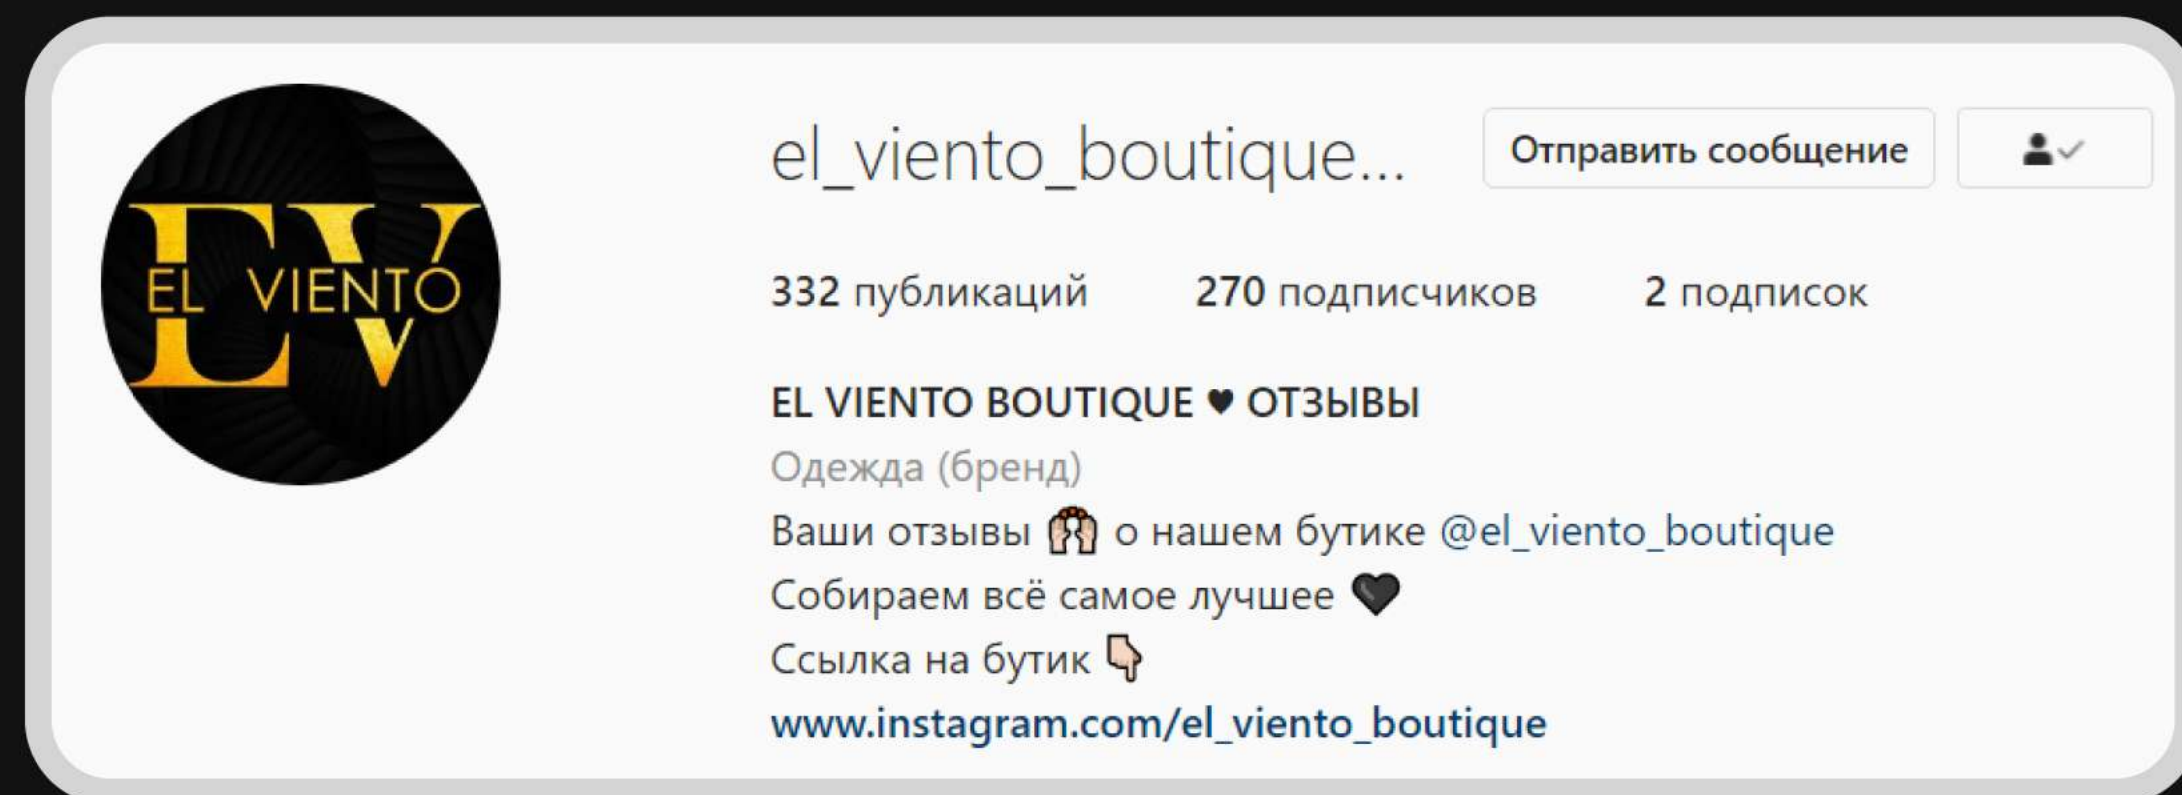 EV
EL VIENTO
el_viento_boutique...
Отправить сообщение
332 публикаций 270 подписчиков 2 подписок
EL VIENTO BOUTIQUE ♥ ОТЗЫВЫ
Одежда (бренд)
Ваши отзывы 🙌🏻 о нашем бутике @el_viento_boutique
Собираем всё самое лучшее 🖤
Ссылка на бутик 👇🏻
www.instagram.com/el_viento_boutique